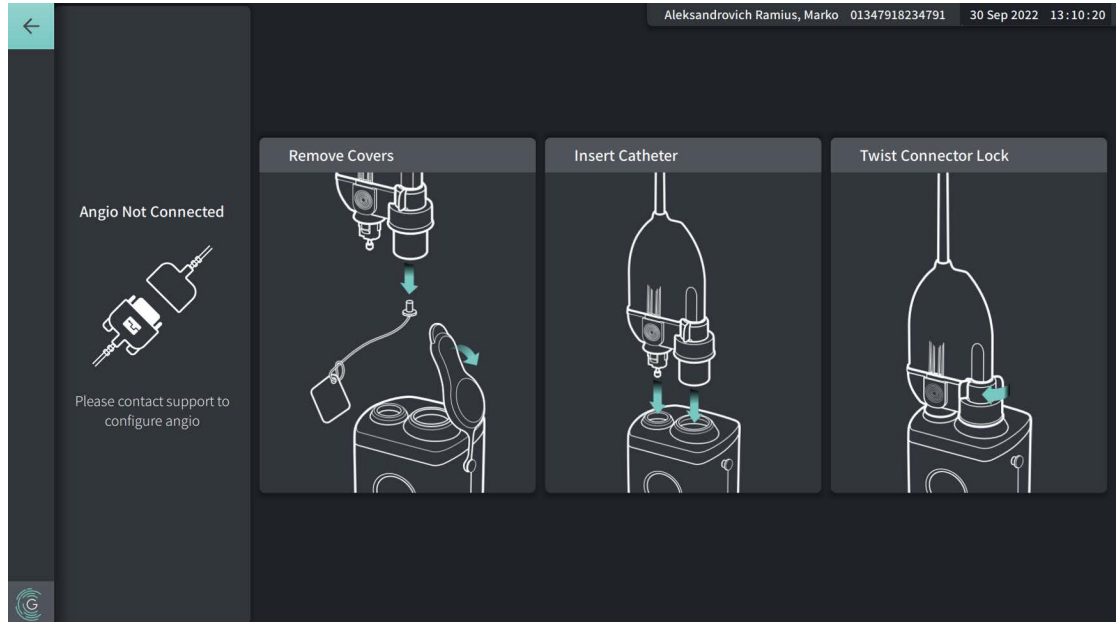 Aleksandrovich Ramius, Marko 01347918234791 30 Sep 2022 13:10:20
Angio Not Connected
Please contact support to
configure angio
Remove Covers
Insert Catheter
Twist Connector Lock
G